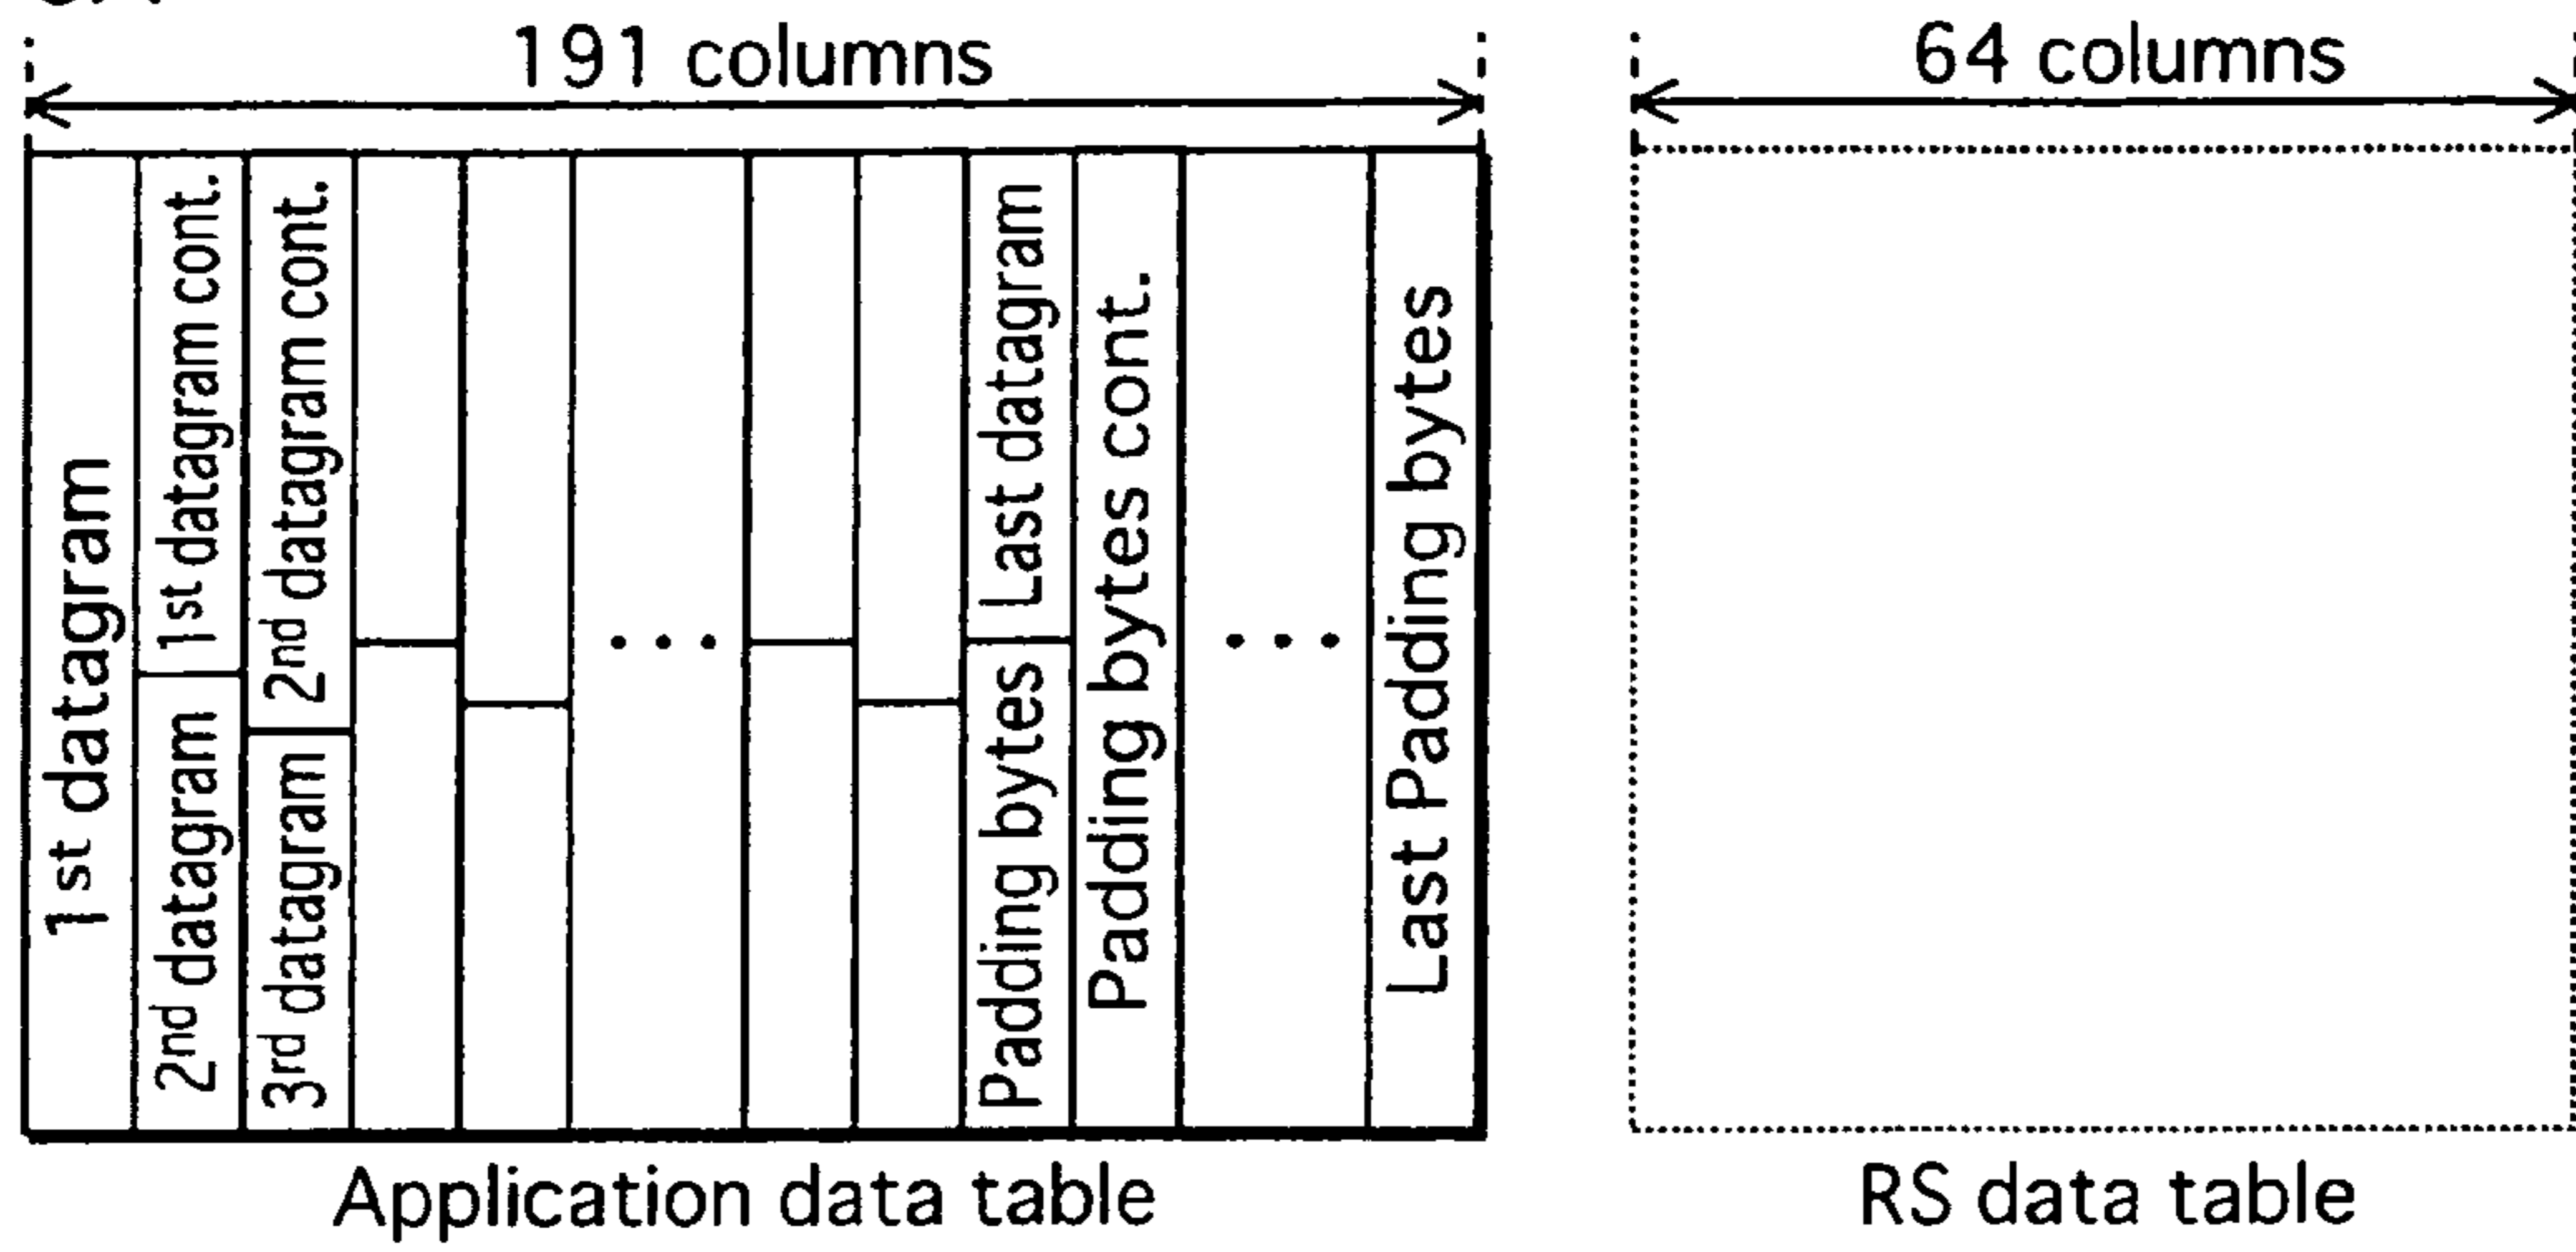 191 columns
64 columns
1st datagram
1st datagram cont.
2nd datagram
2nd datagram cont.
3rd datagram
...
Last datagram
Padding bytes
Padding bytes cont.
...
Last Padding bytes
Application data table
RS data table